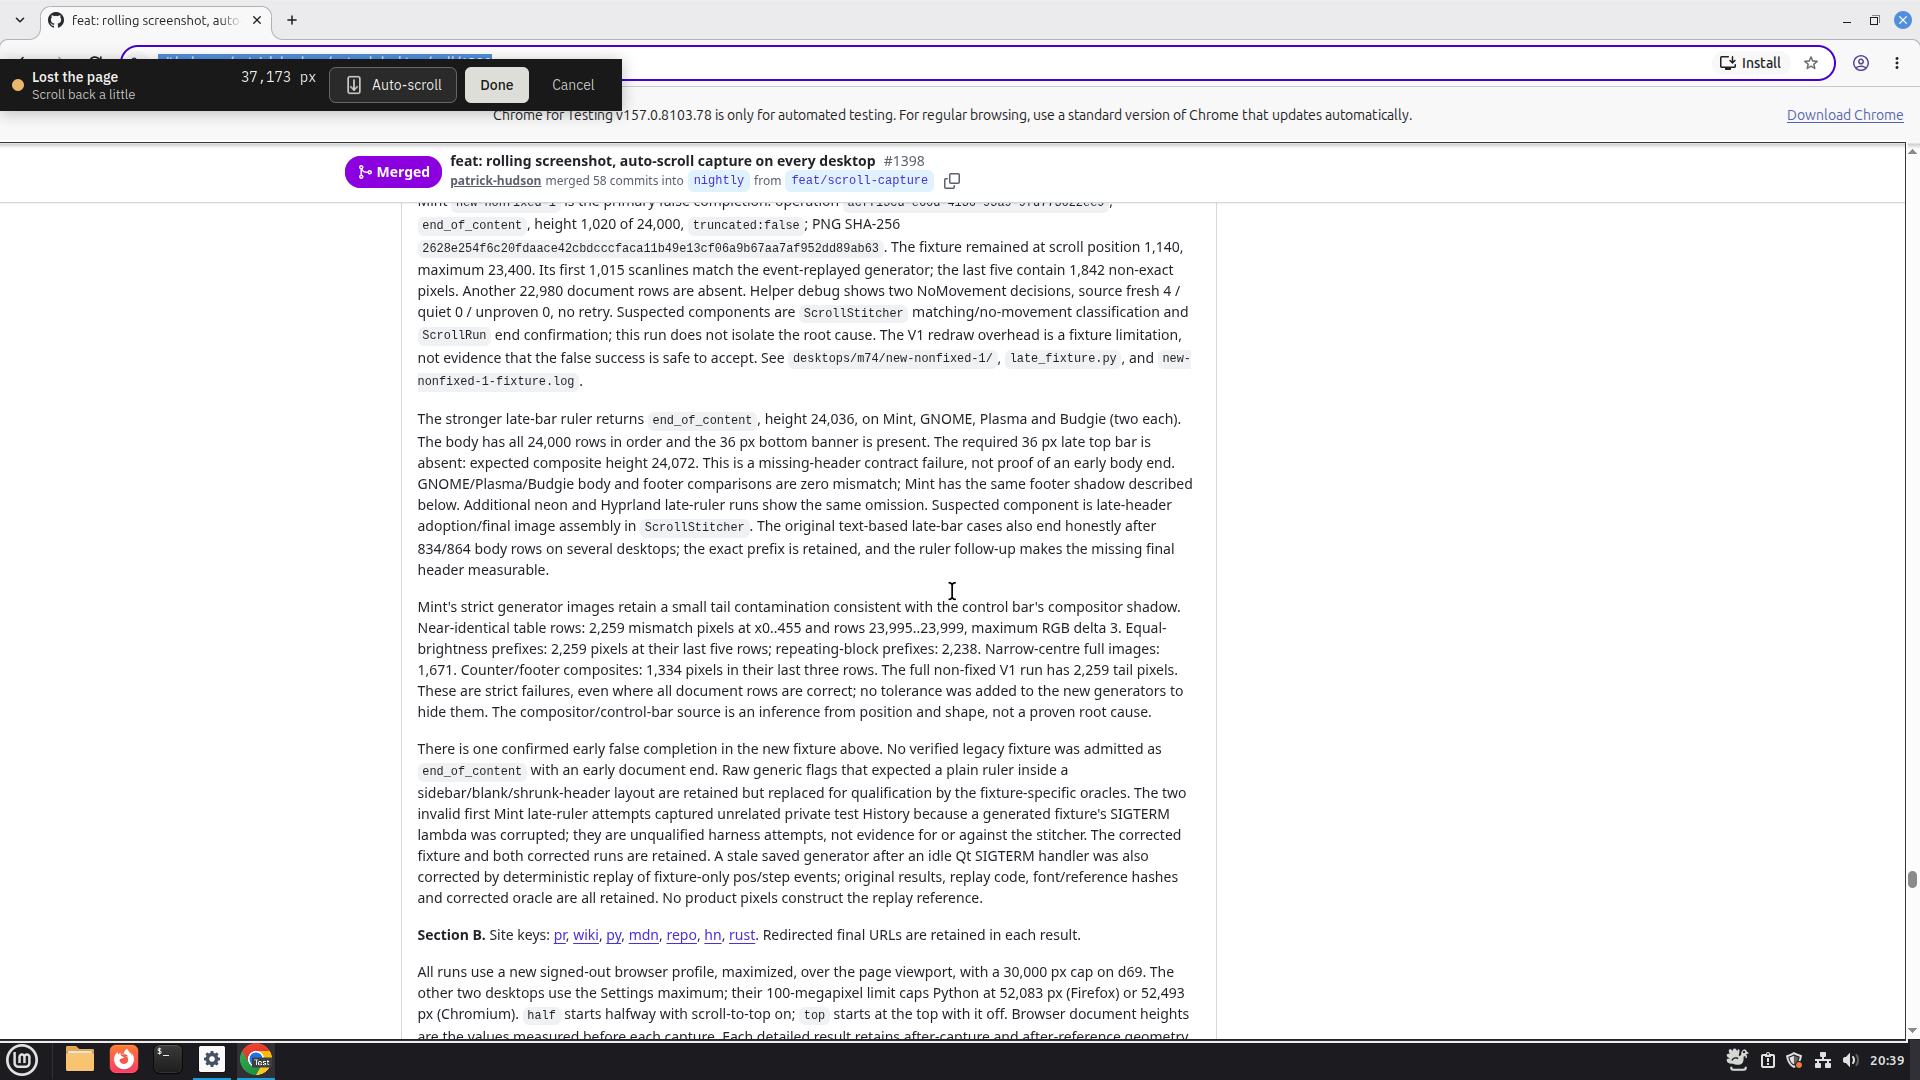 feat: rolling screenshot, auto
Lost the page
Scroll back a little
37,173 px
Auto-scroll
Done
Cancel
Install
Chrome for Testing v157.0.8103.78 is only for automated testing. For regular browsing, use a standard version of Chrome that updates automatically.
Download Chrome
Merged
feat: rolling screenshot, auto-scroll capture on every desktop #1398
patrick-hudson merged 58 commits into nightly from feat/scroll-capture
end_of_content, height 1,020 of 24,000, truncated:false; PNG SHA-256
2628e254f6c20fdaace42cbdcccfaca11b49e13cf06a9b67aa7af952dd89ab63. The fixture remained at scroll position 1,140,
maximum 23,400. Its first 1,015 scanlines match the event-replayed generator; the last five contain 1,842 non-exact
pixels. Another 22,980 document rows are absent. Helper debug shows two NoMovement decisions, source fresh 4 /
quiet 0 / unproven 0, no retry. Suspected components are ScrollStitcher matching/no-movement classification and
ScrollRun end confirmation; this run does not isolate the root cause. The V1 redraw overhead is a fixture limitation,
not evidence that the false success is safe to accept. See desktops/m74/new-nonfixed-1/, late_fixture.py, and new-
nonfixed-1-fixture.log.
The stronger late-bar ruler returns end_of_content, height 24,036, on Mint, GNOME, Plasma and Budgie (two each).
The body has all 24,000 rows in order and the 36 px bottom banner is present. The required 36 px late top bar is
absent: expected composite height 24,072. This is a missing-header contract failure, not proof of an early body end.
GNOME/Plasma/Budgie body and footer comparisons are zero mismatch; Mint has the same footer shadow described
below. Additional neon and Hyprland late-ruler runs show the same omission. Suspected component is late-header
adoption/final image assembly in ScrollStitcher. The original text-based late-bar cases also end honestly after
834/864 body rows on several desktops; the exact prefix is retained, and the ruler follow-up makes the missing final
header measurable.
Mint's strict generator images retain a small tail contamination consistent with the control bar's compositor shadow.
Near-identical table rows: 2,259 mismatch pixels at x0..455 and rows 23,995..23,999, maximum RGB delta 3. Equal-
brightness prefixes: 2,259 pixels at their last five rows; repeating-block prefixes: 2,238. Narrow-centre full images:
1,671. Counter/footer composites: 1,334 pixels in their last three rows. The full non-fixed V1 run has 2,259 tail pixels.
These are strict failures, even where all document rows are correct; no tolerance was added to the new generators to
hide them. The compositor/control-bar source is an inference from position and shape, not a proven root cause.
There is one confirmed early false completion in the new fixture above. No verified legacy fixture was admitted as
end_of_content with an early document end. Raw generic flags that expected a plain ruler inside a
sidebar/blank/shrunk-header layout are retained but replaced for qualification by the fixture-specific oracles. The two
invalid first Mint late-ruler attempts captured unrelated private test History because a generated fixture's SIGTERM
lambda was corrupted; they are unqualified harness attempts, not evidence for or against the stitcher. The corrected
fixture and both corrected runs are retained. A stale saved generator after an idle Qt SIGTERM handler was also
corrected by deterministic replay of fixture-only pos/step events; original results, replay code, font/reference hashes
and corrected oracle are all retained. No product pixels construct the replay reference.
Section B. Site keys: pr, wiki, py, mdn, repo, hn, rust. Redirected final URLs are retained in each result.
All runs use a new signed-out browser profile, maximized, over the page viewport, with a 30,000 px cap on d69. The
other two desktops use the Settings maximum; their 100-megapixel limit caps Python at 52,083 px (Firefox) or 52,493
px (Chromium). half starts halfway with scroll-to-top on; top starts at the top with it off. Browser document heights
are the values measured before each capture. Each detailed result retains after-capture and after-reference geometry
Test
20:39